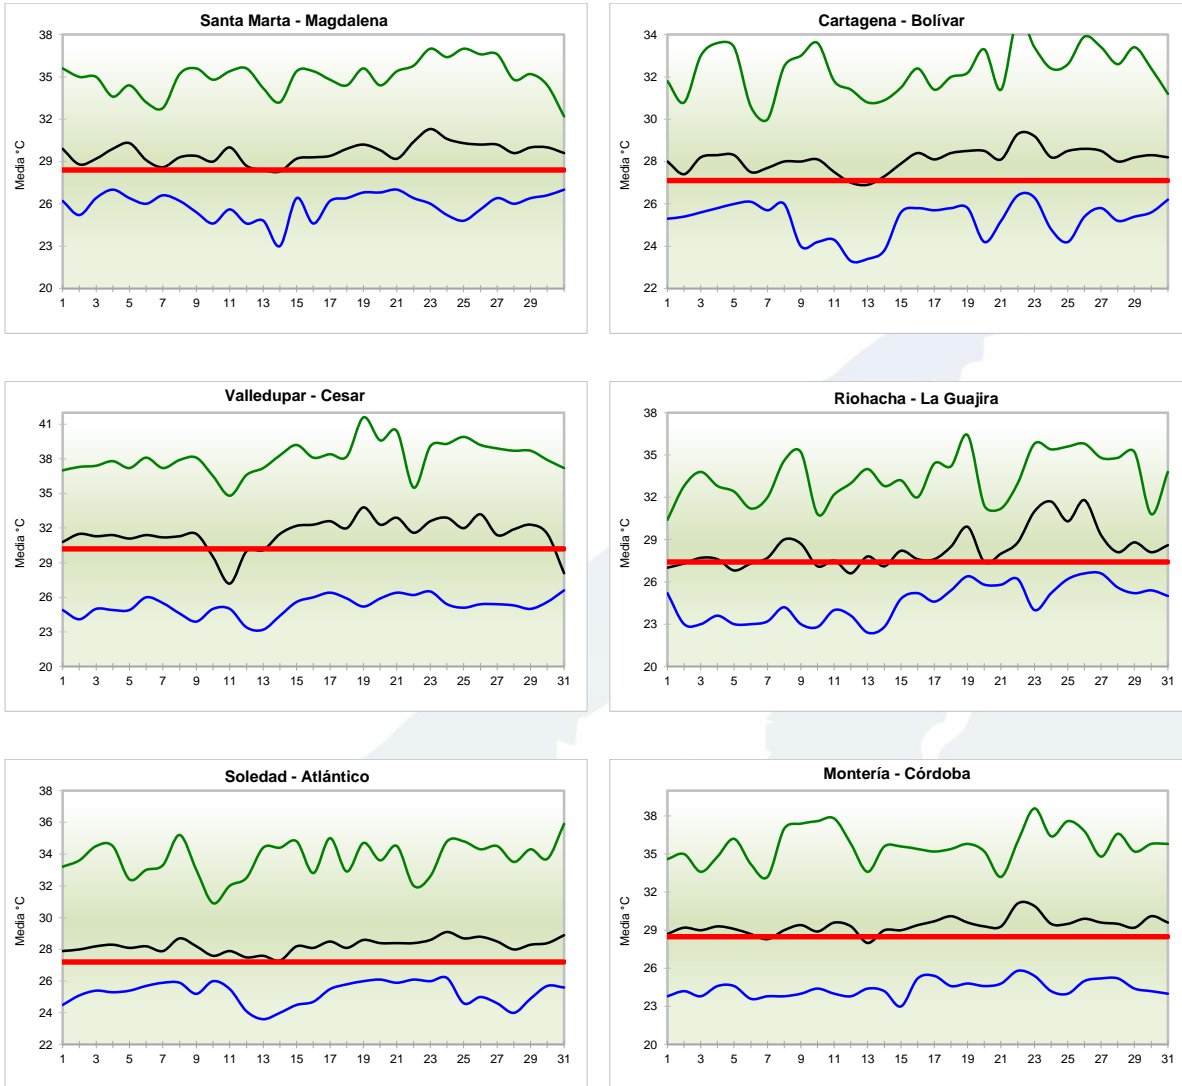 Santa Marta - Magdalena
Media °C
38
35
32
29
26
23
20
1 3 5 7 9 11 13 15 17 19 21 23 25 27 29
Cartagena - Bolívar
Media °C
34
32
30
28
26
24
22
1 3 5 7 9 11 13 15 17 19 21 23 25 27 29
Valledupar - Cesar
Media °C
41
38
35
32
29
26
23
20
1 3 5 7 9 11 13 15 17 19 21 23 25 27 29 31
Riohacha - La Guajira
Media °C
38
35
32
29
26
23
20
1 3 5 7 9 11 13 15 17 19 21 23 25 27 29 31
Soledad - Atlántico
Media °C
38
36
34
32
30
28
26
24
22
1 3 5 7 9 11 13 15 17 19 21 23 25 27 29 31
Montería - Córdoba
Media °C
38
35
32
29
26
23
20
1 3 5 7 9 11 13 15 17 19 21 23 25 27 29 31